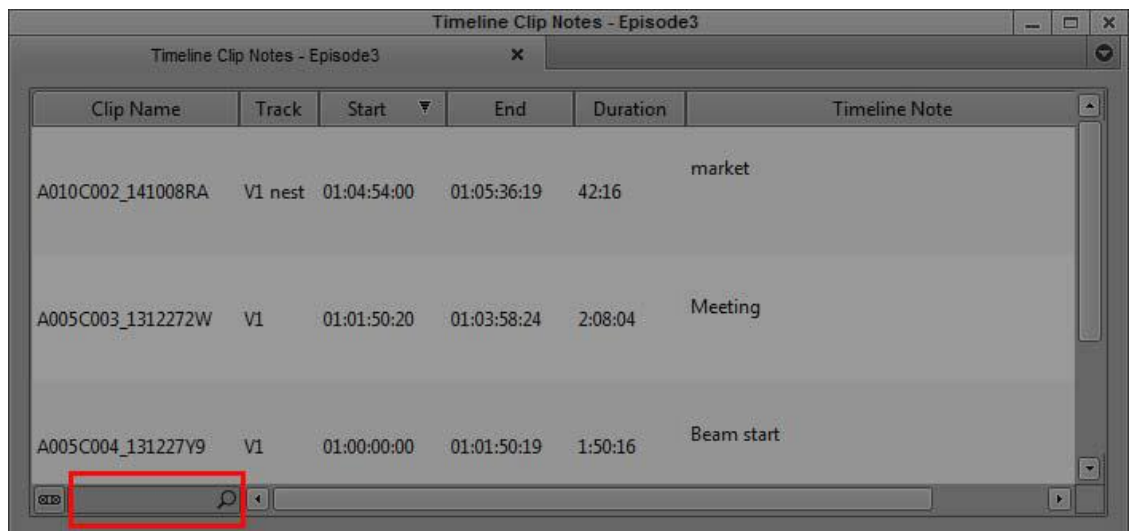 Timeline Clip Notes - Episode3
Timeline Clip Notes - Episode3
Clip Name Track Start End Duration Timeline Note
A010C002_141008RA V1 nest 01:04:54:00 01:05:36:19 42:16 market
A005C003_1312272W V1 01:01:50:20 01:03:58:24 2:08:04 Meeting
A005C004_131227Y9 V1 01:00:00:00 01:01:50:19 1:50:16 Beam start